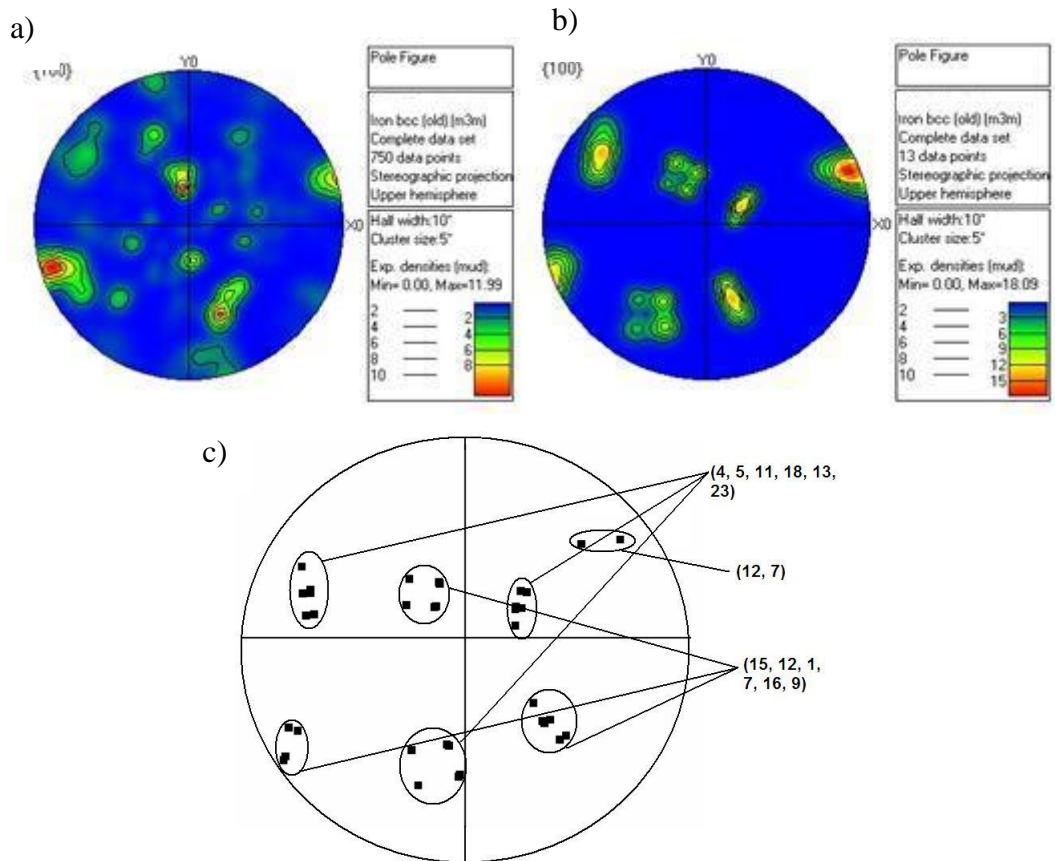 a)
b)
{100}
Y0
X0
Pole Figure
Iron bcc (old) (m3m)
Complete data set
750 data points
Stereographic projection
Upper hemisphere
Half width:10°
Cluster size:5°
Exp. densities (mud):
Min= 0.00, Max=11.99
2
4
6
8
10
2
4
6
8
{100}
Y0
X0
Pole Figure
Iron bcc (old) (m3m)
Complete data set
13 data points
Stereographic projection
Upper hemisphere
Half width:10°
Cluster size:5°
Exp. densities (mud):
Min= 0.00, Max=18.09
2
4
6
8
10
3
6
9
12
15
c)
(4, 5, 11, 18, 13,
23)
(12, 7)
(15, 12, 1,
7, 16, 9)